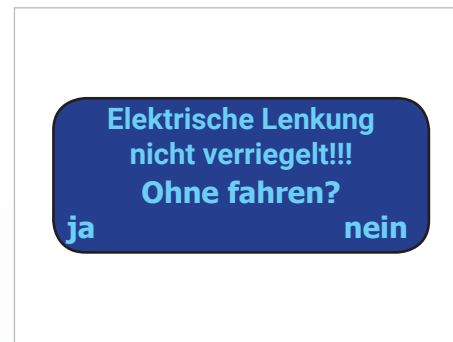 Elektrische Lenkung
nicht verriegelt!!!
Ohne fahren?
ja nein